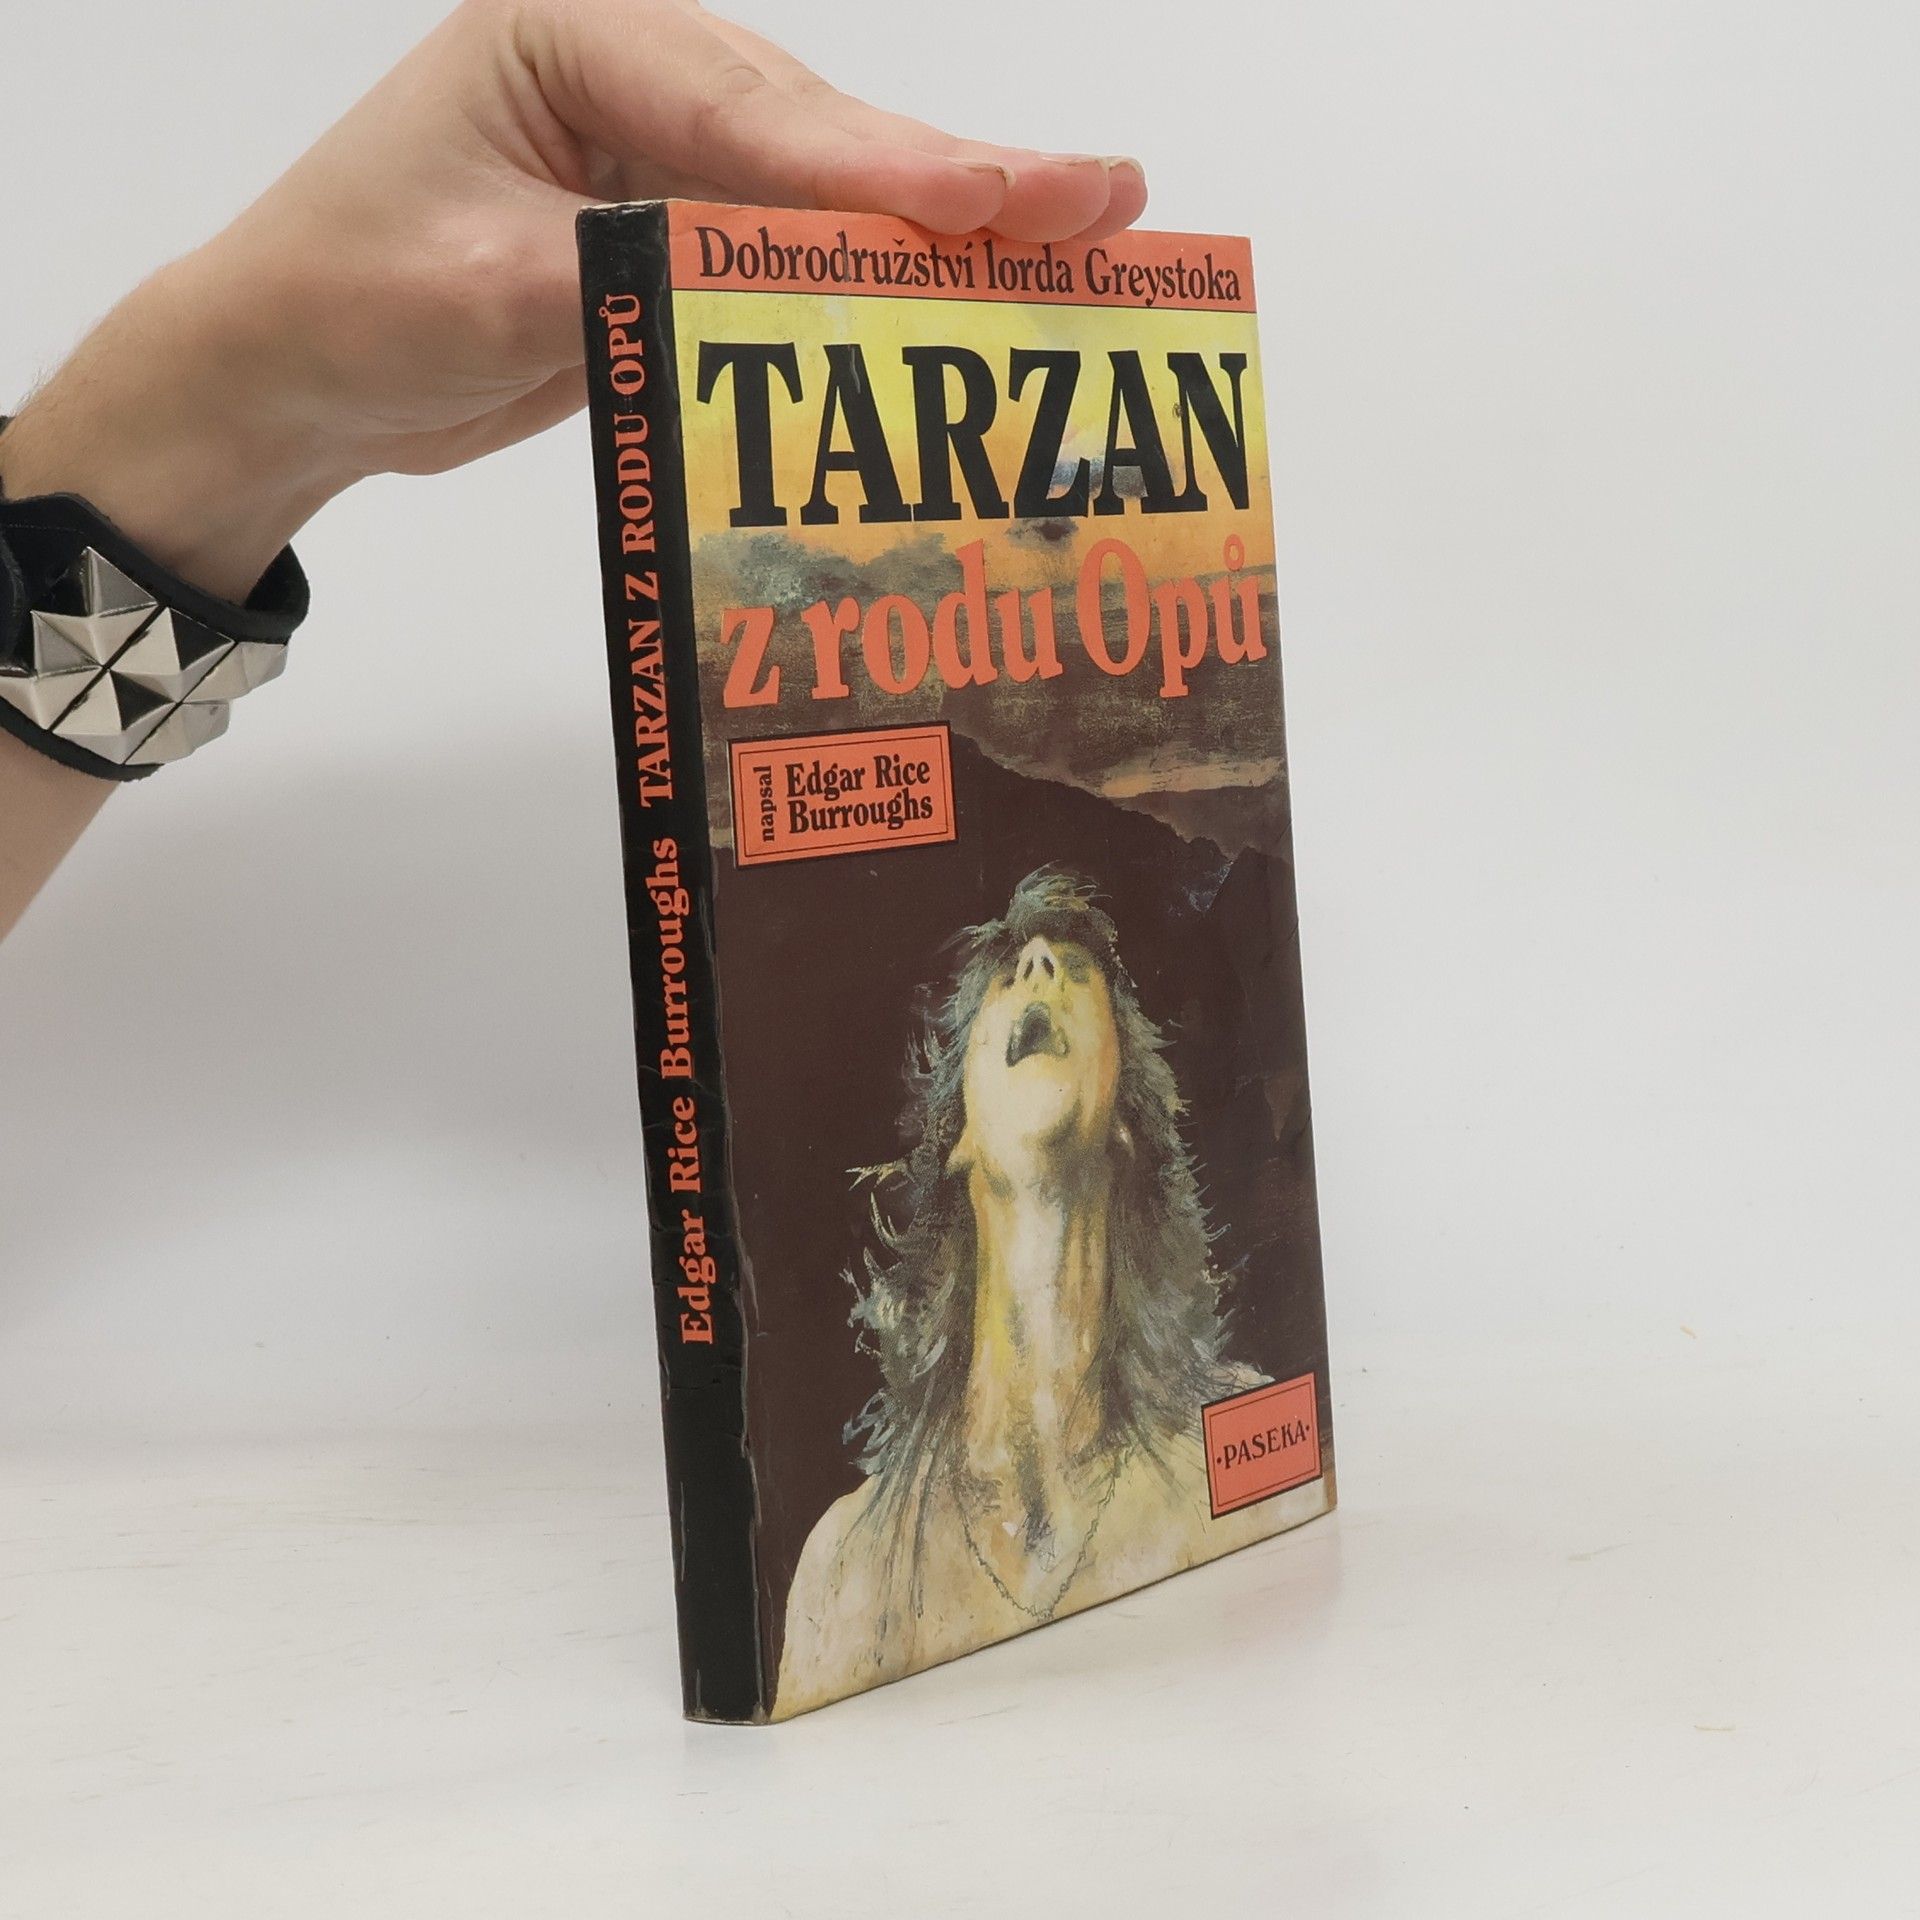 Dobrodružství lorda Greystoka
TARZAN
z rodu Opů
napsal
Edgar Rice
Burroughs
·PASEKA·
Edgar Rice Burroughs TARZAN Z RODU OPŮ